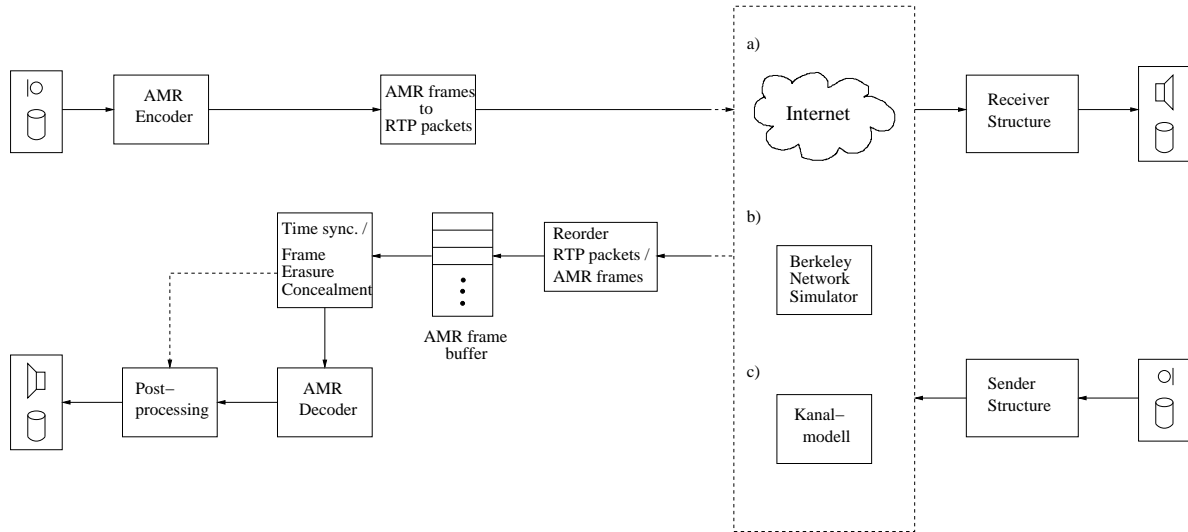 a)
AMR
Encoder
AMR frames
to
RTP packets
Internet
Receiver
Structure
b)
Time sync. /
Frame
Erasure
Concealment
Reorder
RTP packets /
AMR frames
Berkeley
Network
Simulator
AMR frame
buffer
c)
Post–
processing
AMR
Decoder
Kanal–
modell
Sender
Structure